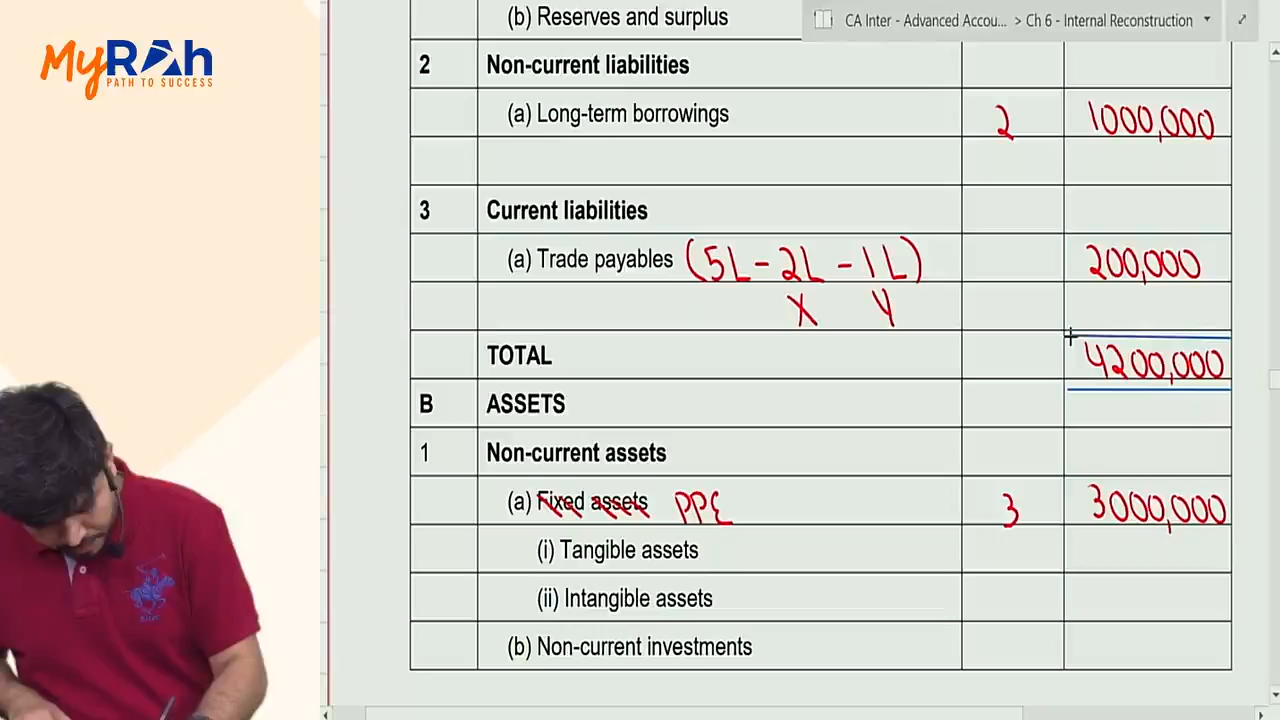 MyRAh
PATH TO SUCCESS
CA Inter - Advanced Accou... > Ch 6 - Internal Reconstruction
(b) Reserves and surplus
2 Non-current liabilities
(a) Long-term borrowings 2 1000,000
3 Current liabilities
(a) Trade payables (5L - 2L - 1L) 200,000
X Y
TOTAL 4200,000
B ASSETS
1 Non-current assets
(a) Fixed assets PPE 3 3000,000
(i) Tangible assets
(ii) Intangible assets
(b) Non-current investments